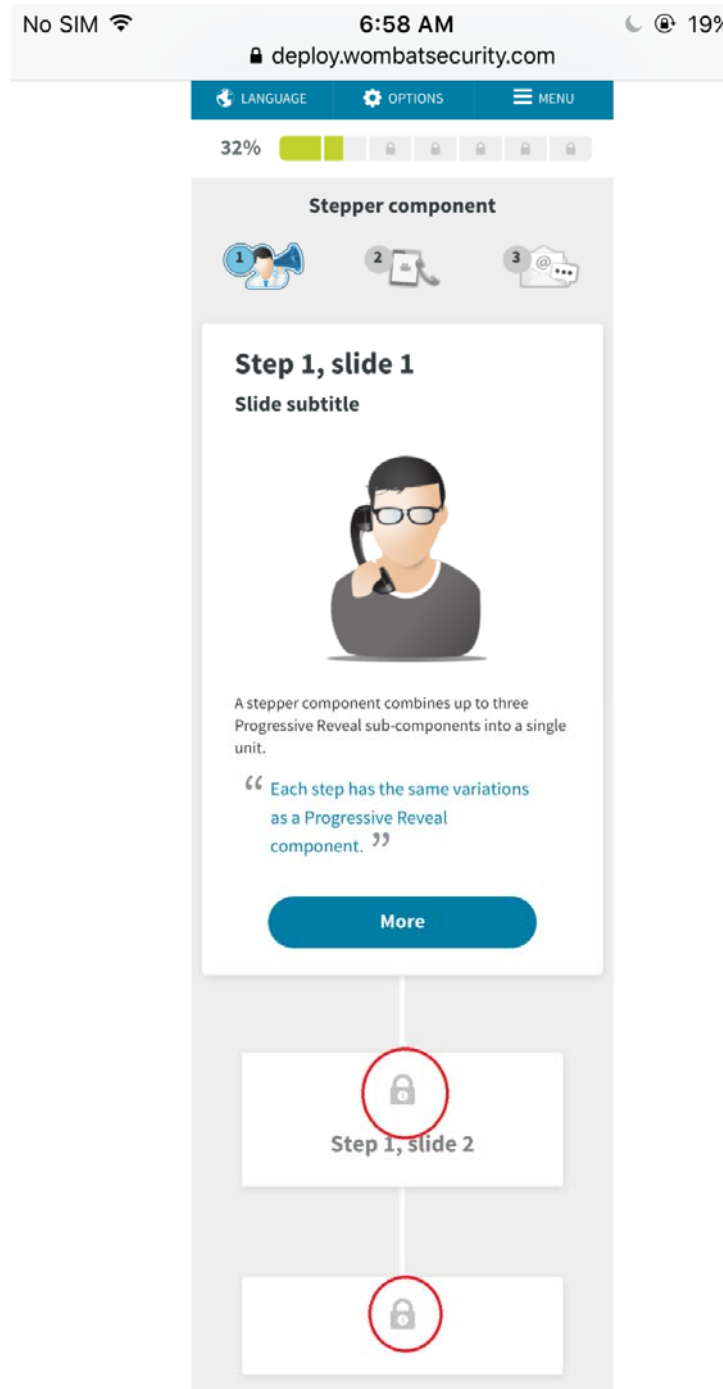 No SIM 6:58 AM 19%
deploy.wombatsecurity.com
LANGUAGE OPTIONS MENU
32%
Stepper component
1 2 3
@
Step 1, slide 1
Slide subtitle
A stepper component combines up to three
Progressive Reveal sub-components into a single
unit.
“ Each step has the same variations
as a Progressive Reveal
component. ”
More
Step 1, slide 2